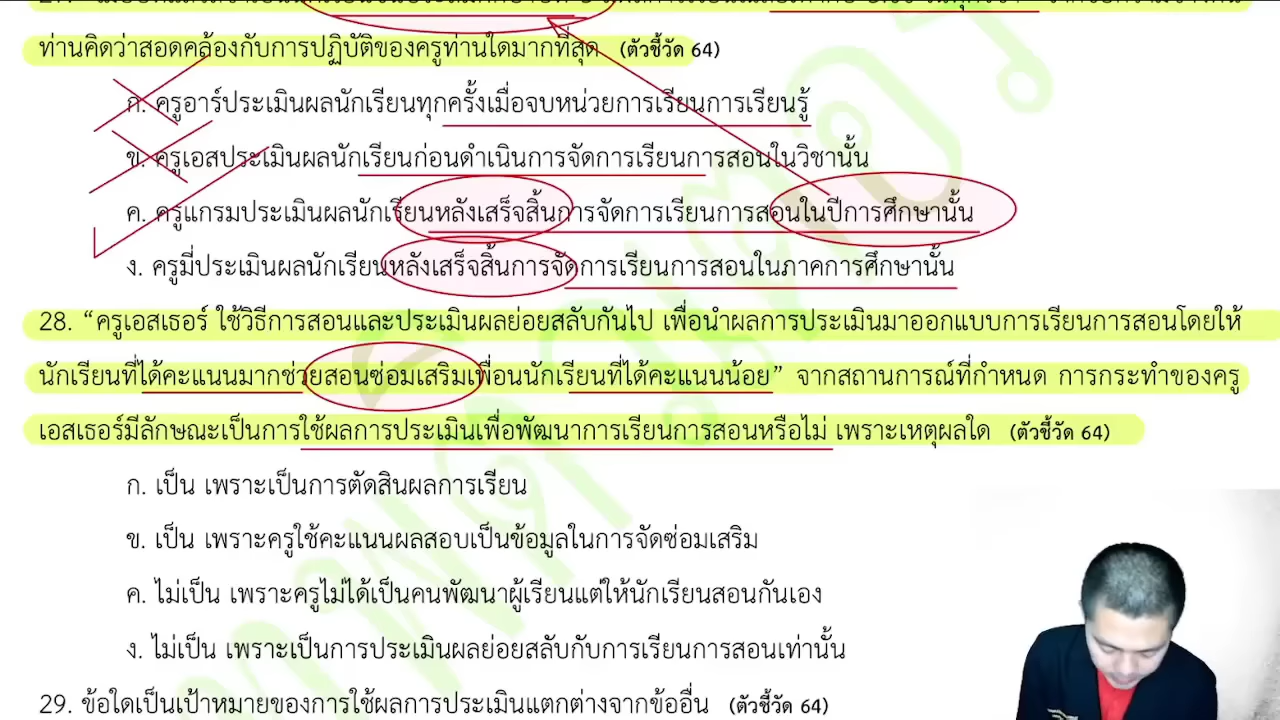 ท่านคิดว่าสอดคล้องกับการปฏิบัติของครูท่านใดมากที่สุด (ตัวชี้วัด 64)
ก. ครูอาร์ประเมินผลนักเรียนทุกครั้งเมื่อจบหน่วยการเรียนการเรียนรู้
ข. ครูเอสประเมินผลนักเรียนก่อนดำเนินการจัดการเรียนการสอนในวิชานั้น
ค. ครูแกรมประเมินผลนักเรียนหลังเสร็จสิ้นการจัดการเรียนการสอนในปีการศึกษานั้น
ง. ครูมี่ประเมินผลนักเรียนหลังเสร็จสิ้นการจัดการเรียนการสอนในภาคการศึกษานั้น
28. “ครูเอสเธอร์ ใช้วิธีการสอนและประเมินผลย่อยสลับกันไป เพื่อนำผลการประเมินมาออกแบบการเรียนการสอนโดยให้
นักเรียนที่ได้คะแนนมากช่วยสอนซ่อมเสริมเพื่อนนักเรียนที่ได้คะแนนน้อย” จากสถานการณ์ที่กำหนด การกระทำของครู
เอสเธอร์มีลักษณะเป็นการใช้ผลการประเมินเพื่อพัฒนาการเรียนการสอนหรือไม่ เพราะเหตุผลใด (ตัวชี้วัด 64)
ก. เป็น เพราะเป็นการตัดสินผลการเรียน
ข. เป็น เพราะครูใช้คะแนนผลสอบเป็นข้อมูลในการจัดซ่อมเสริม
ค. ไม่เป็น เพราะครูไม่ได้เป็นคนพัฒนาผู้เรียนแต่ให้นักเรียนสอนกันเอง
ง. ไม่เป็น เพราะเป็นการประเมินผลย่อยสลับกับการเรียนการสอนเท่านั้น
29. ข้อใดเป็นเป้าหมายของการใช้ผลการประเมินแตกต่างจากข้ออื่น (ตัวชี้วัด 64)